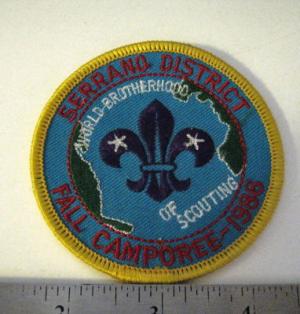 SERRANO DISTRICT
WORLD-BROTHERHOOD
OF SCOUTING
FALL CAMPOREE-1986
2 3 4